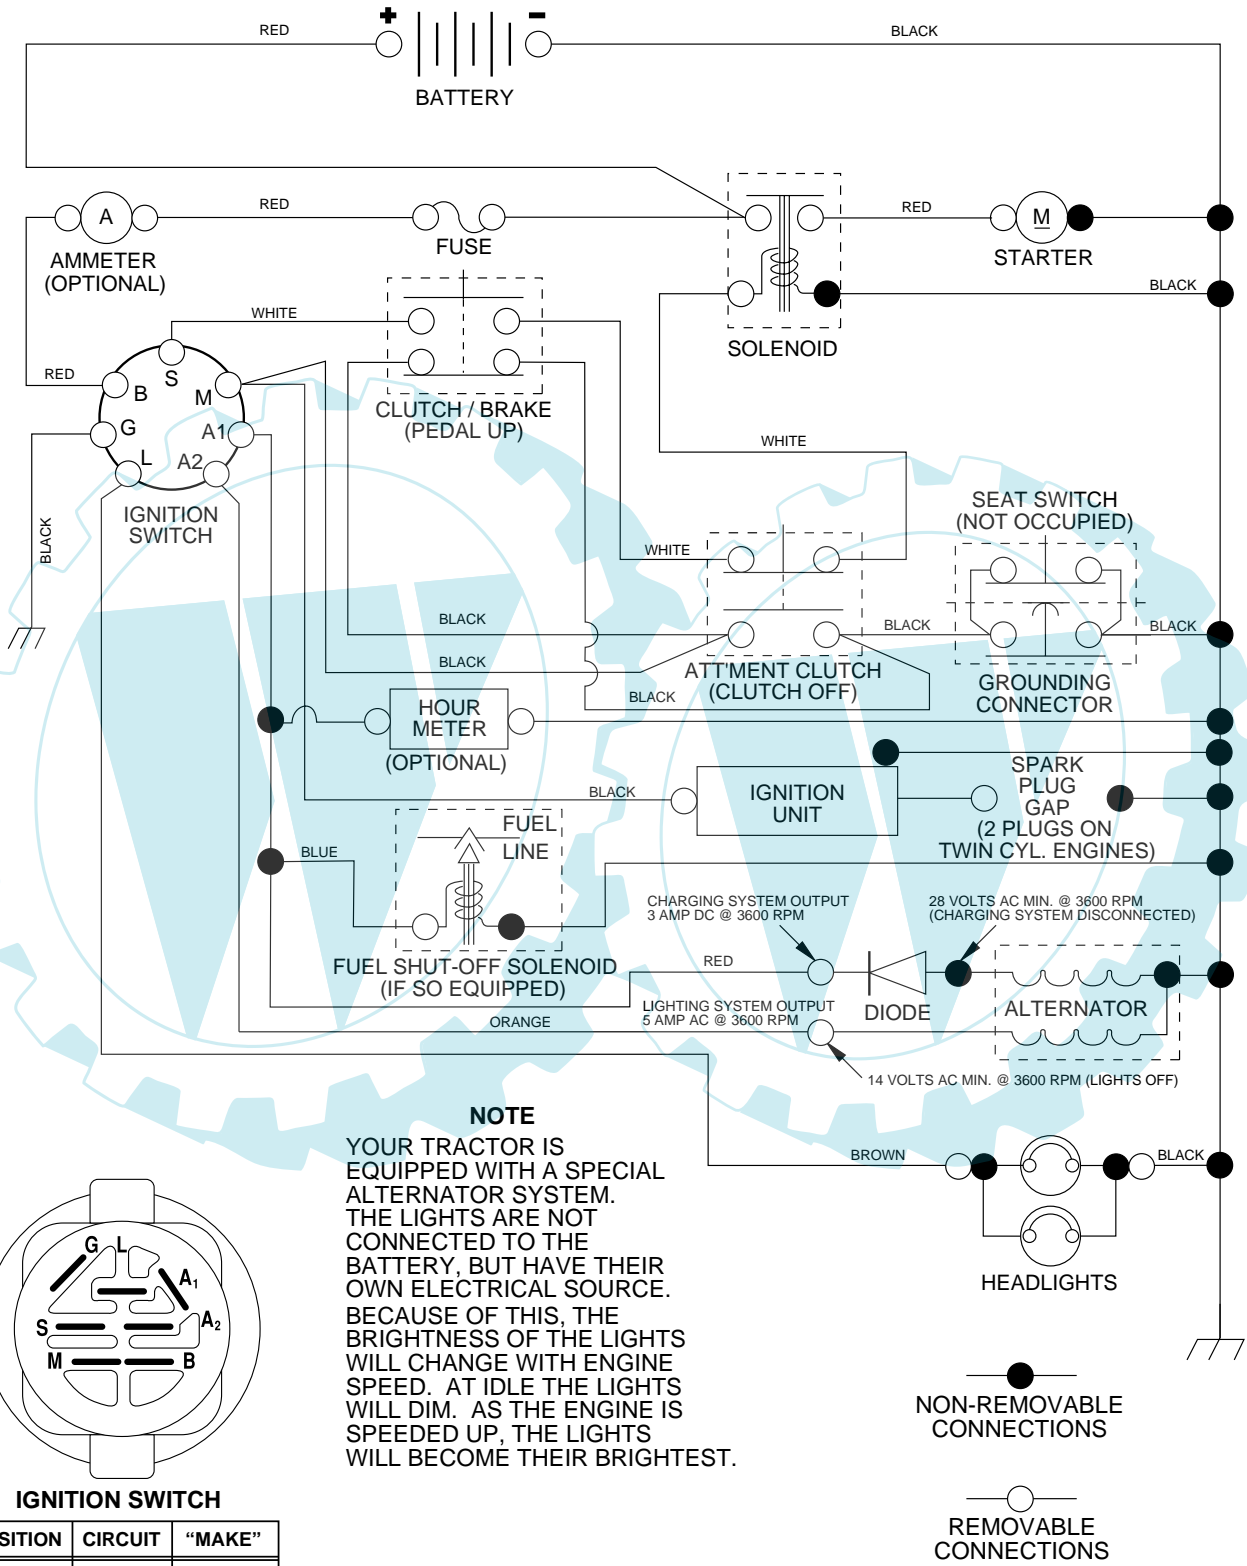 + −
RED
BLACK
BATTERY
A
RED
FUSE
RED
M
STARTER
AMMETER
(OPTIONAL)
BLACK
SOLENOID
WHITE
RED
S
B
M
G
A1
L
A2
CLUTCH / BRAKE
(PEDAL UP)
WHITE
IGNITION
SWITCH
BLACK
SEAT SWITCH
(NOT OCCUPIED)
WHITE
BLACK
BLACK
BLACK
BLACK
ATT'MENT CLUTCH
(CLUTCH OFF)
BLACK
GROUNDING
CONNECTOR
HOUR
METER
(OPTIONAL)
BLACK
IGNITION
UNIT
SPARK
PLUG
GAP
(2 PLUGS ON
TWIN CYL. ENGINES)
FUEL
LINE
BLUE
FUEL SHUT-OFF SOLENOID
(IF SO EQUIPPED)
CHARGING SYSTEM OUTPUT
3 AMP DC @ 3600 RPM
28 VOLTS AC MIN. @ 3600 RPM
(CHARGING SYSTEM DISCONNECTED)
RED
DIODE
ALTERNATOR
LIGHTING SYSTEM OUTPUT
5 AMP AC @ 3600 RPM
ORANGE
14 VOLTS AC MIN. @ 3600 RPM (LIGHTS OFF)
NOTE
YOUR TRACTOR IS
EQUIPPED WITH A SPECIAL
ALTERNATOR SYSTEM.
THE LIGHTS ARE NOT
CONNECTED TO THE
BATTERY, BUT HAVE THEIR
OWN ELECTRICAL SOURCE.
BECAUSE OF THIS, THE
BRIGHTNESS OF THE LIGHTS
WILL CHANGE WITH ENGINE
SPEED. AT IDLE THE LIGHTS
WILL DIM. AS THE ENGINE IS
SPEEDED UP, THE LIGHTS
WILL BECOME THEIR BRIGHTEST.
BROWN
BLACK
HEADLIGHTS
G L
A1
A2
S
M
B
IGNITION SWITCH
SITION CIRCUIT “MAKE”
NON-REMOVABLE
CONNECTIONS
REMOVABLE
CONNECTIONS